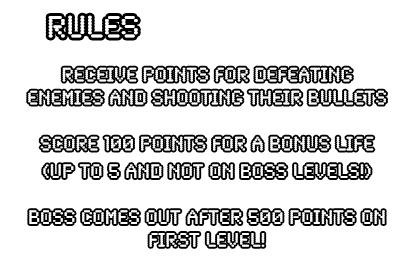 RULES
RECEIVE POINTS FOR DEFEATING
ENEMIES AND SHOOTING THEIR BULLETS
SCORE 100 POINTS FOR A BONUS LIFE
(UP TO 5 AND NOT ON BOSS LEVELS!)
BOSS COMES OUT AFTER 500 POINTS ON
FIRST LEVEL!